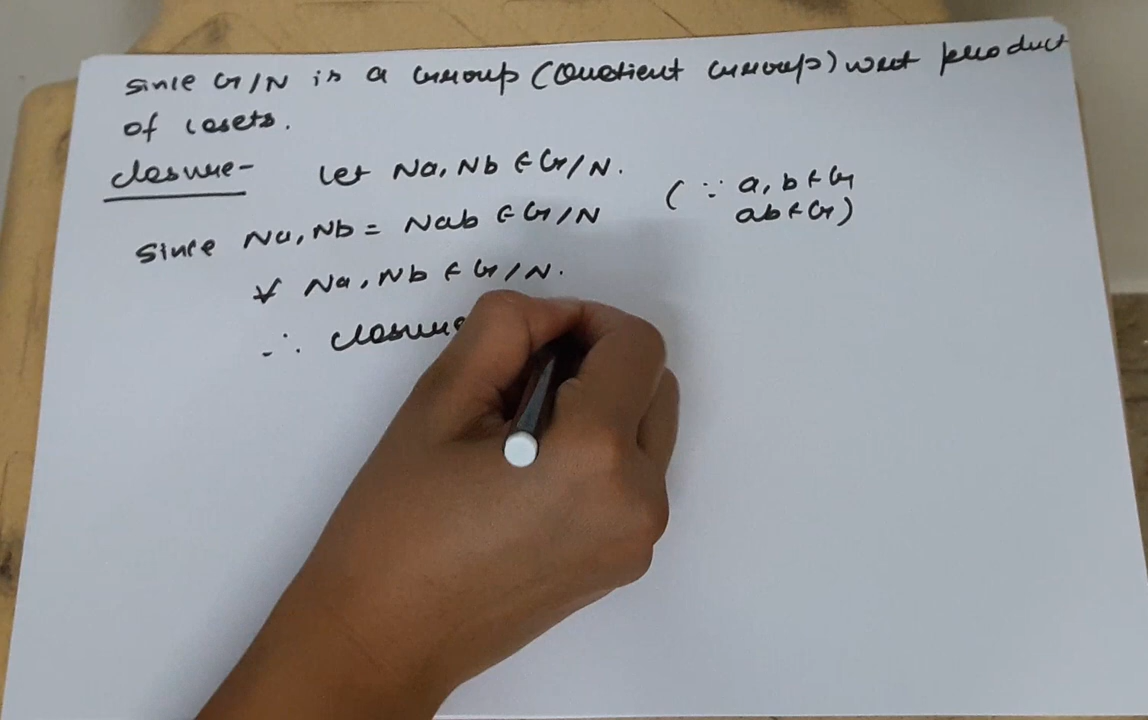 since G/N is a Group (Quotient Group) wrt product
of cosets.
closure- Let Na, Nb ∈ G/N.
Since Na, Nb = Nab ∈ G/N (∵ a, b ∈ G
ab ∈ G)
∀ Na, Nb ∈ G/N.
∴ closure